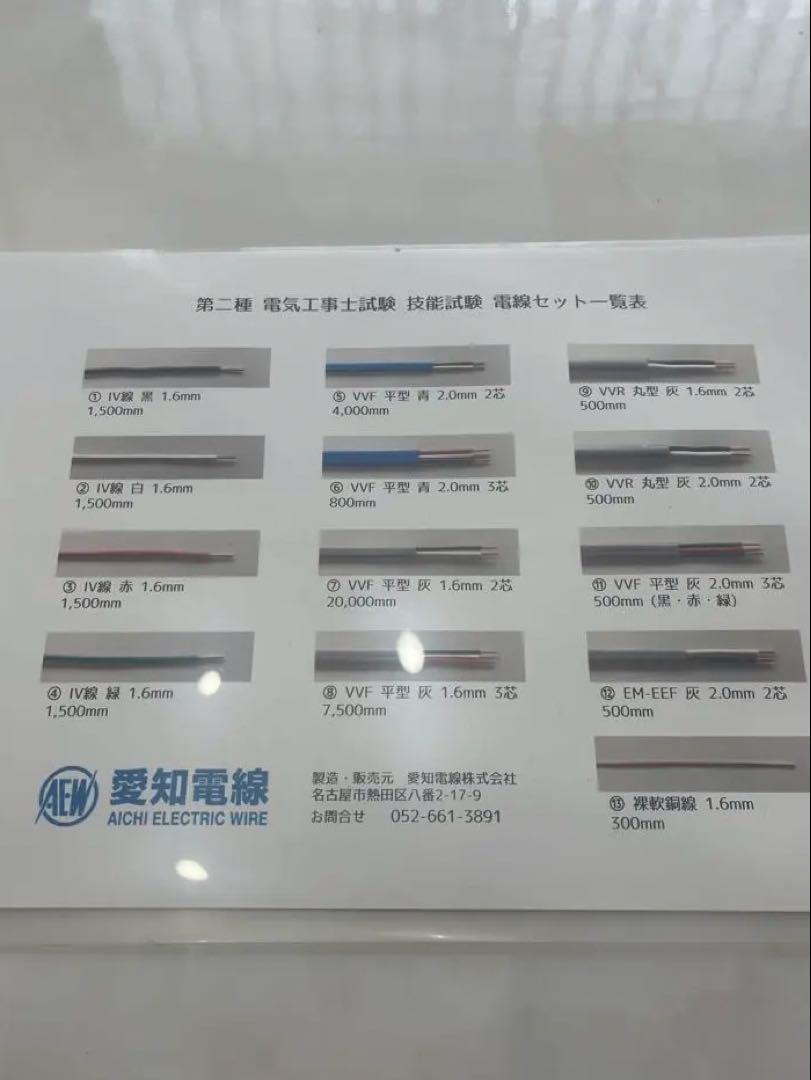 第二種 電気工事士試験 技能試験 電線セット一覧表
① IV線 黒 1.6mm
1,500mm
② IV線 白 1.6mm
1,500mm
③ IV線 赤 1.6mm
1,500mm
④ IV線 緑 1.6mm
1,500mm
⑤ VVF 平型 青 2.0mm 2芯
4,000mm
⑥ VVF 平型 青 2.0mm 3芯
800mm
⑦ VVF 平型 灰 1.6mm 2芯
20,000mm
⑧ VVF 平型 灰 1.6mm 3芯
7,500mm
⑨ VVR 丸型 灰 1.6mm 2芯
500mm
⑩ VVR 丸型 灰 2.0mm 2芯
500mm
⑪ VVF 平型 灰 2.0mm 3芯
500mm (黒・赤・緑)
⑫ EM-EEF 灰 2.0mm 2芯
500mm
⑬ 裸軟銅線 1.6mm
300mm
AEW 愛知電線
AICHI ELECTRIC WIRE
製造・販売元 愛知電線株式会社
名古屋市熱田区八番2-17-9
お問合せ 052-661-3891